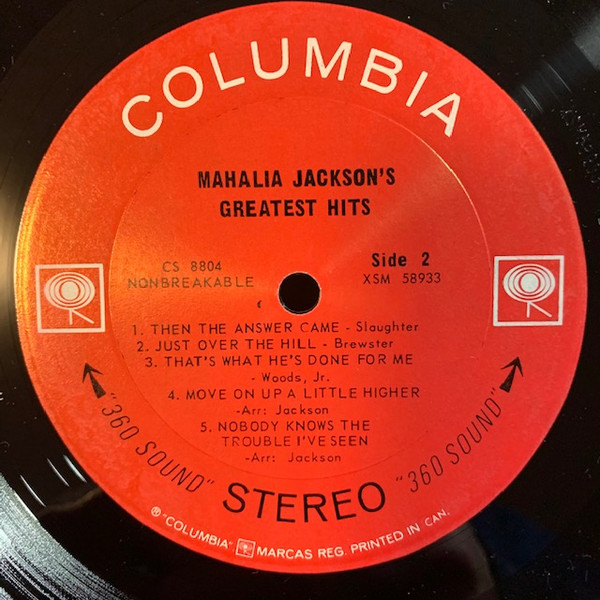 COLUMBIA
MAHALIA JACKSON'S
GREATEST HITS
CS 8804
NONBREAKABLE
Side 2
XSM 58933
1. THEN THE ANSWER CAME - Slaughter
2. JUST OVER THE HILL - Brewster
3. THAT'S WHAT HE'S DONE FOR ME
- Woods, Jr.
4. MOVE ON UP A LITTLE HIGHER
-Arr: Jackson
5. NOBODY KNOWS THE
TROUBLE I'VE SEEN
-Arr: Jackson
"360 SOUND" STEREO "360 SOUND"
® "COLUMBIA" MARCAS REG. PRINTED IN CAN.